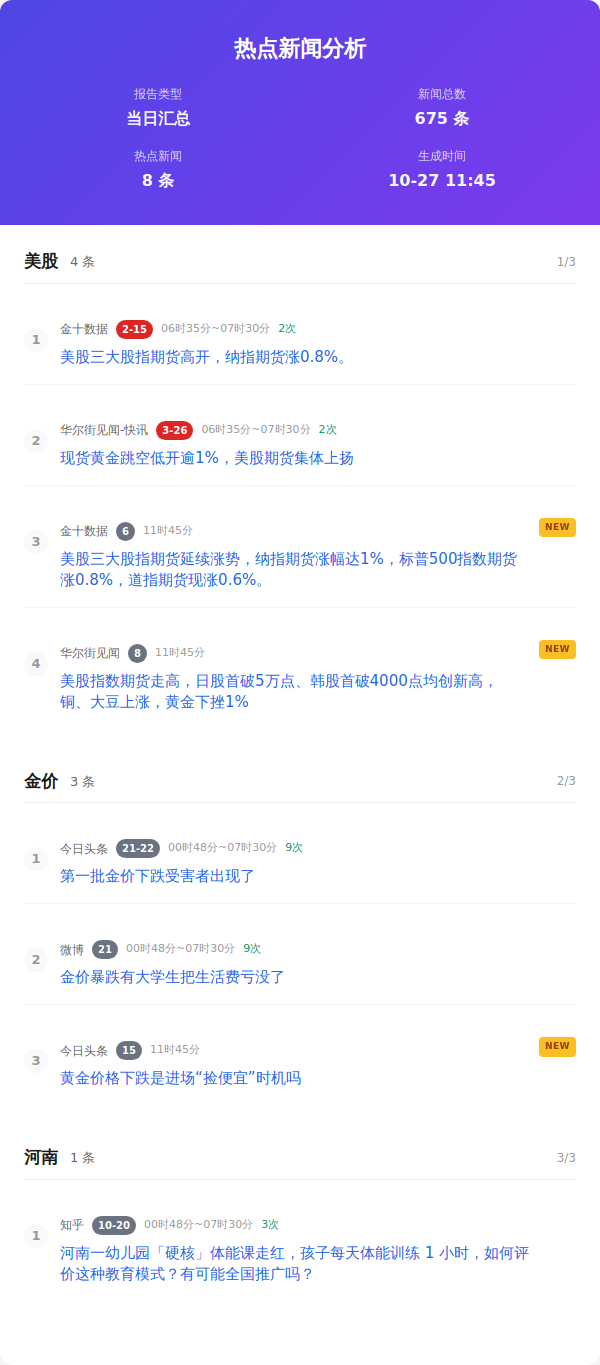 热点新闻分析
报告类型
新闻总数
当日汇总
675 条
热点新闻
生成时间
8 条
10-27 11:45
美股 4 条 1/3
1 金十数据 2-15 06时35分~07时30分 2次
美股三大股指期货高开，纳指期货涨0.8%。
2 华尔街见闻-快讯 3-26 06时35分~07时30分 2次
现货黄金跳空低开逾1%，美股期货集体上扬
3 金十数据 6 11时45分 NEW
美股三大股指期货延续涨势，纳指期货涨幅达1%，标普500指数期货
涨0.8%，道指期货现涨0.6%。
4 华尔街见闻 8 11时45分 NEW
美股指数期货走高，日股首破5万点、韩股首破4000点均创新高，
铜、大豆上涨，黄金下挫1%
金价 3 条 2/3
1 今日头条 21-22 00时48分~07时30分 9次
第一批金价下跌受害者出现了
2 微博 21 00时48分~07时30分 9次
金价暴跌有大学生把生活费亏没了
3 今日头条 15 11时45分 NEW
黄金价格下跌是进场“捡便宜”时机吗
河南 1 条 3/3
1 知乎 10-20 00时48分~07时30分 3次
河南一幼儿园「硬核」体能课走红，孩子每天体能训练 1 小时，如何评
价这种教育模式？有可能全国推广吗？